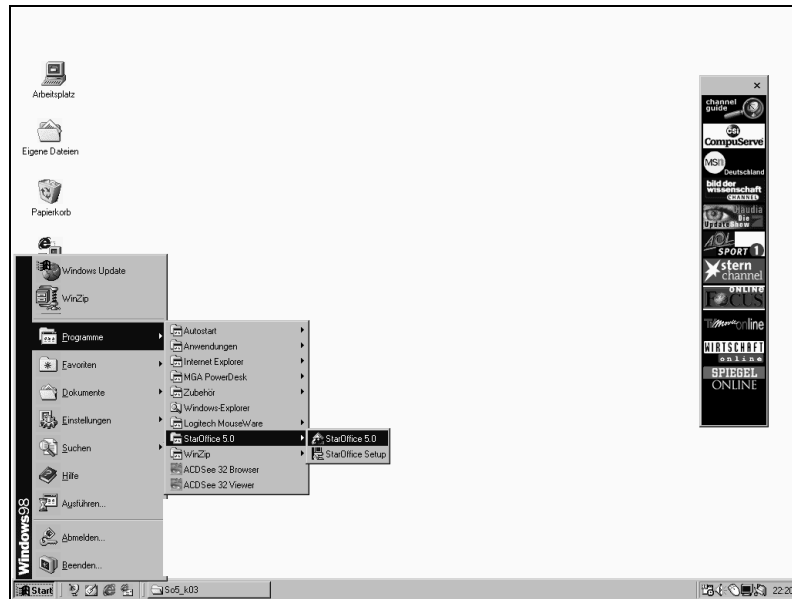 Arbeitsplatz
Eigene Dateien
Papierkorb
Windows Update
WinZip
Programme
Favoriten
Dokumente
Einstellungen
Suchen
Hilfe
Ausführen...
Abmelden...
Beenden...
Windows98
Autostart
Anwendungen
Internet Explorer
MGA PowerDesk
Zubehör
Windows-Explorer
Logitech MouseWare
StarOffice 5.0
WinZip
ACDSee 32 Browser
ACDSee 32 Viewer
StarOffice 5.0
StarOffice Setup
channel
guide
CSi
CompuServe
MSN
Deutschland
bild der
wissenschaft
CHANNEL
Claudia
Die
Update Show
AOL
SPORT 1
stern
channel
ONLINE
FOCUS
TVMovie online
WIRTSCHAFT
online
SPIEGEL
ONLINE
Start
So5_k03
22:20